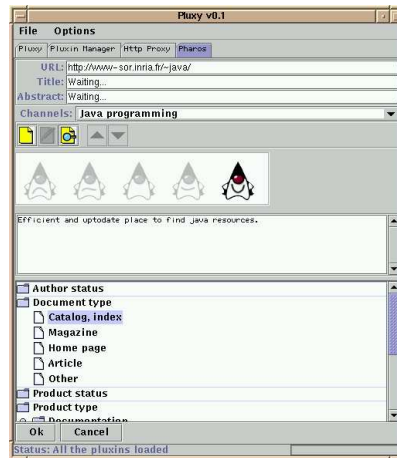 Pluxy v0.1
File Options
Pluxy Pluxin Manager Http Proxy Pharos
URL: http://www-sor.inria.fr/~java/
Title: Waiting...
Abstract: Waiting...
Channels: Java programming
Efficient and uptodate place to find java resources.
Author status
Document type
Catalog, index
Magazine
Home page
Article
Other
Product status
Product type
Documentation
Ok Cancel
Status: All the pluxins loaded